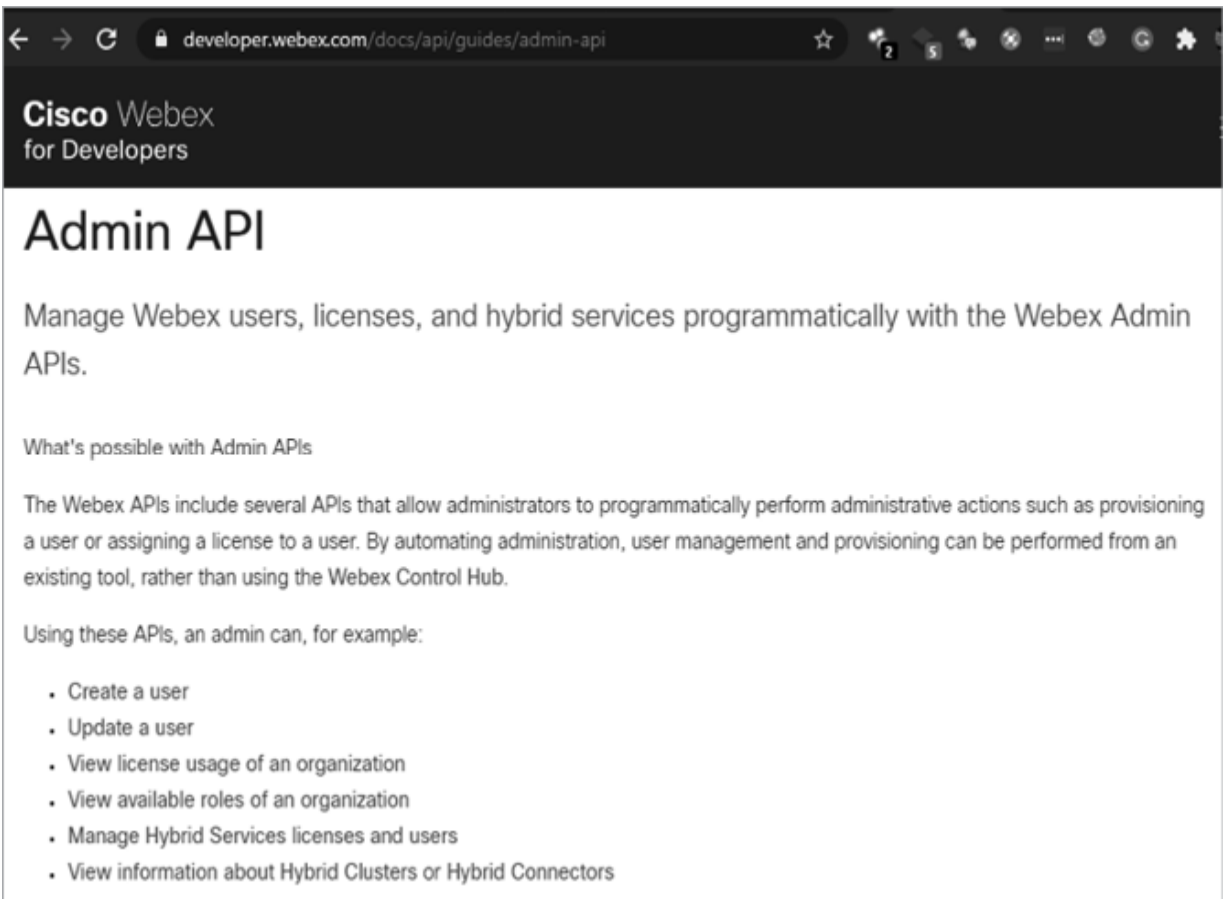 developer.webex.com/docs/api/guides/admin-api
2
5
Cisco Webex
for Developers
Admin API
Manage Webex users, licenses, and hybrid services programmatically with the Webex Admin
APIs.
What's possible with Admin APIs
The Webex APIs include several APIs that allow administrators to programmatically perform administrative actions such as provisioning
a user or assigning a license to a user. By automating administration, user management and provisioning can be performed from an
existing tool, rather than using the Webex Control Hub.
Using these APIs, an admin can, for example:
• Create a user
• Update a user
• View license usage of an organization
• View available roles of an organization
• Manage Hybrid Services licenses and users
• View information about Hybrid Clusters or Hybrid Connectors